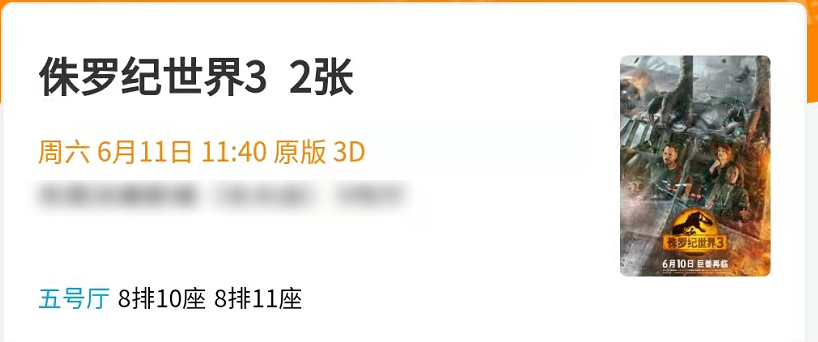 侏罗纪世界3 2张
周六 6月11日 11:40 原版 3D
五号厅 8排10座 8排11座
侏罗纪世界3
6月10日 巨兽再临